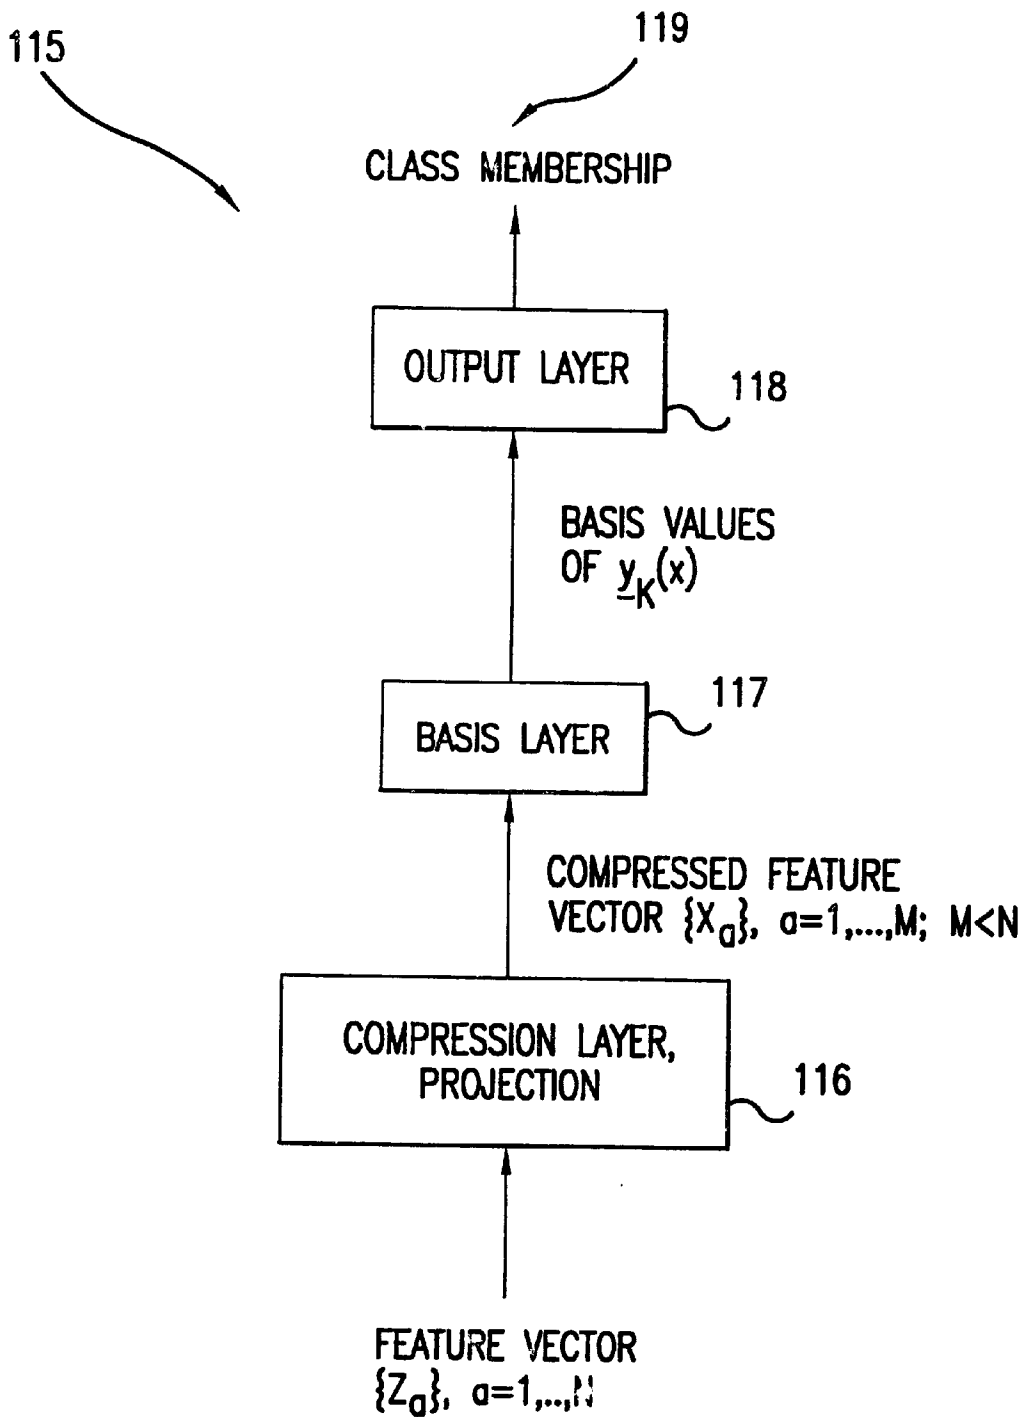 115
119
CLASS MEMBERSHIP
OUTPUT LAYER
118
BASIS VALUES
OF y_K(x)
117
BASIS LAYER
COMPRESSED FEATURE
VECTOR {X_a}, a=1,...,M; M<N
COMPRESSION LAYER,
PROJECTION
116
FEATURE VECTOR
{Z_a}, a=1,..,N